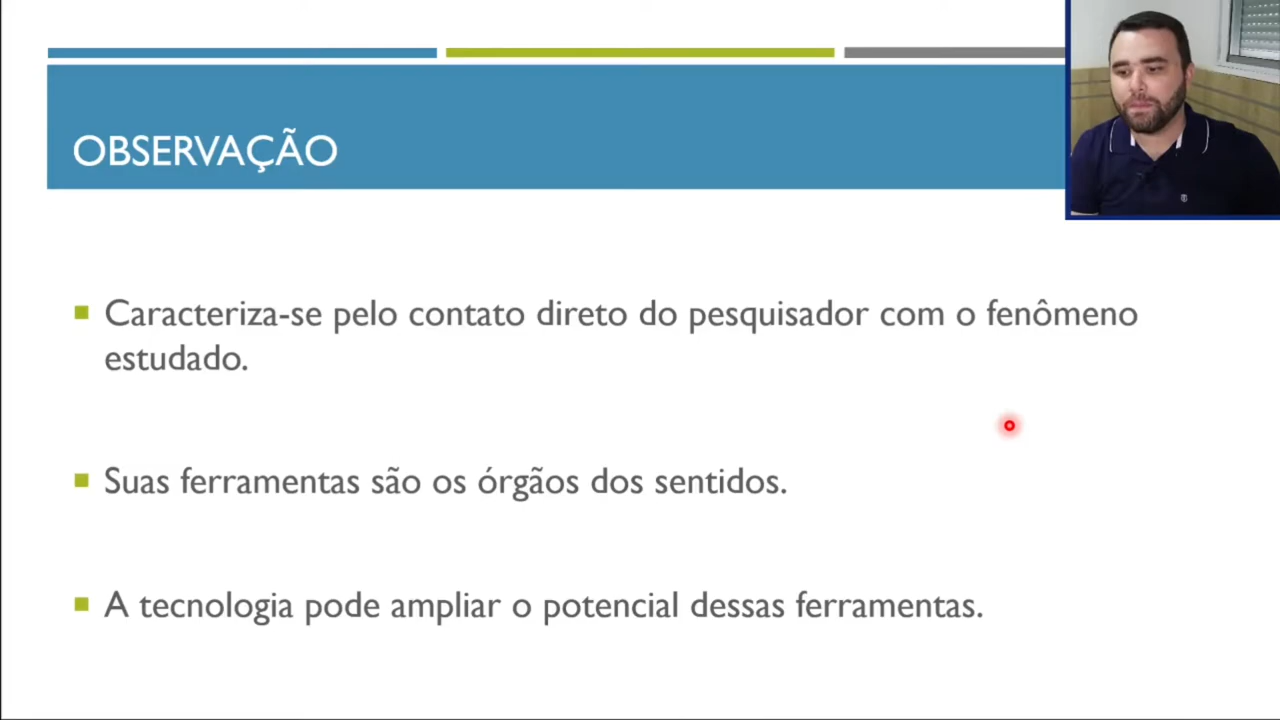 OBSERVAÇÃO
Caracteriza-se pelo contato direto do pesquisador com o fenômeno
estudado.
Suas ferramentas são os órgãos dos sentidos.
A tecnologia pode ampliar o potencial dessas ferramentas.